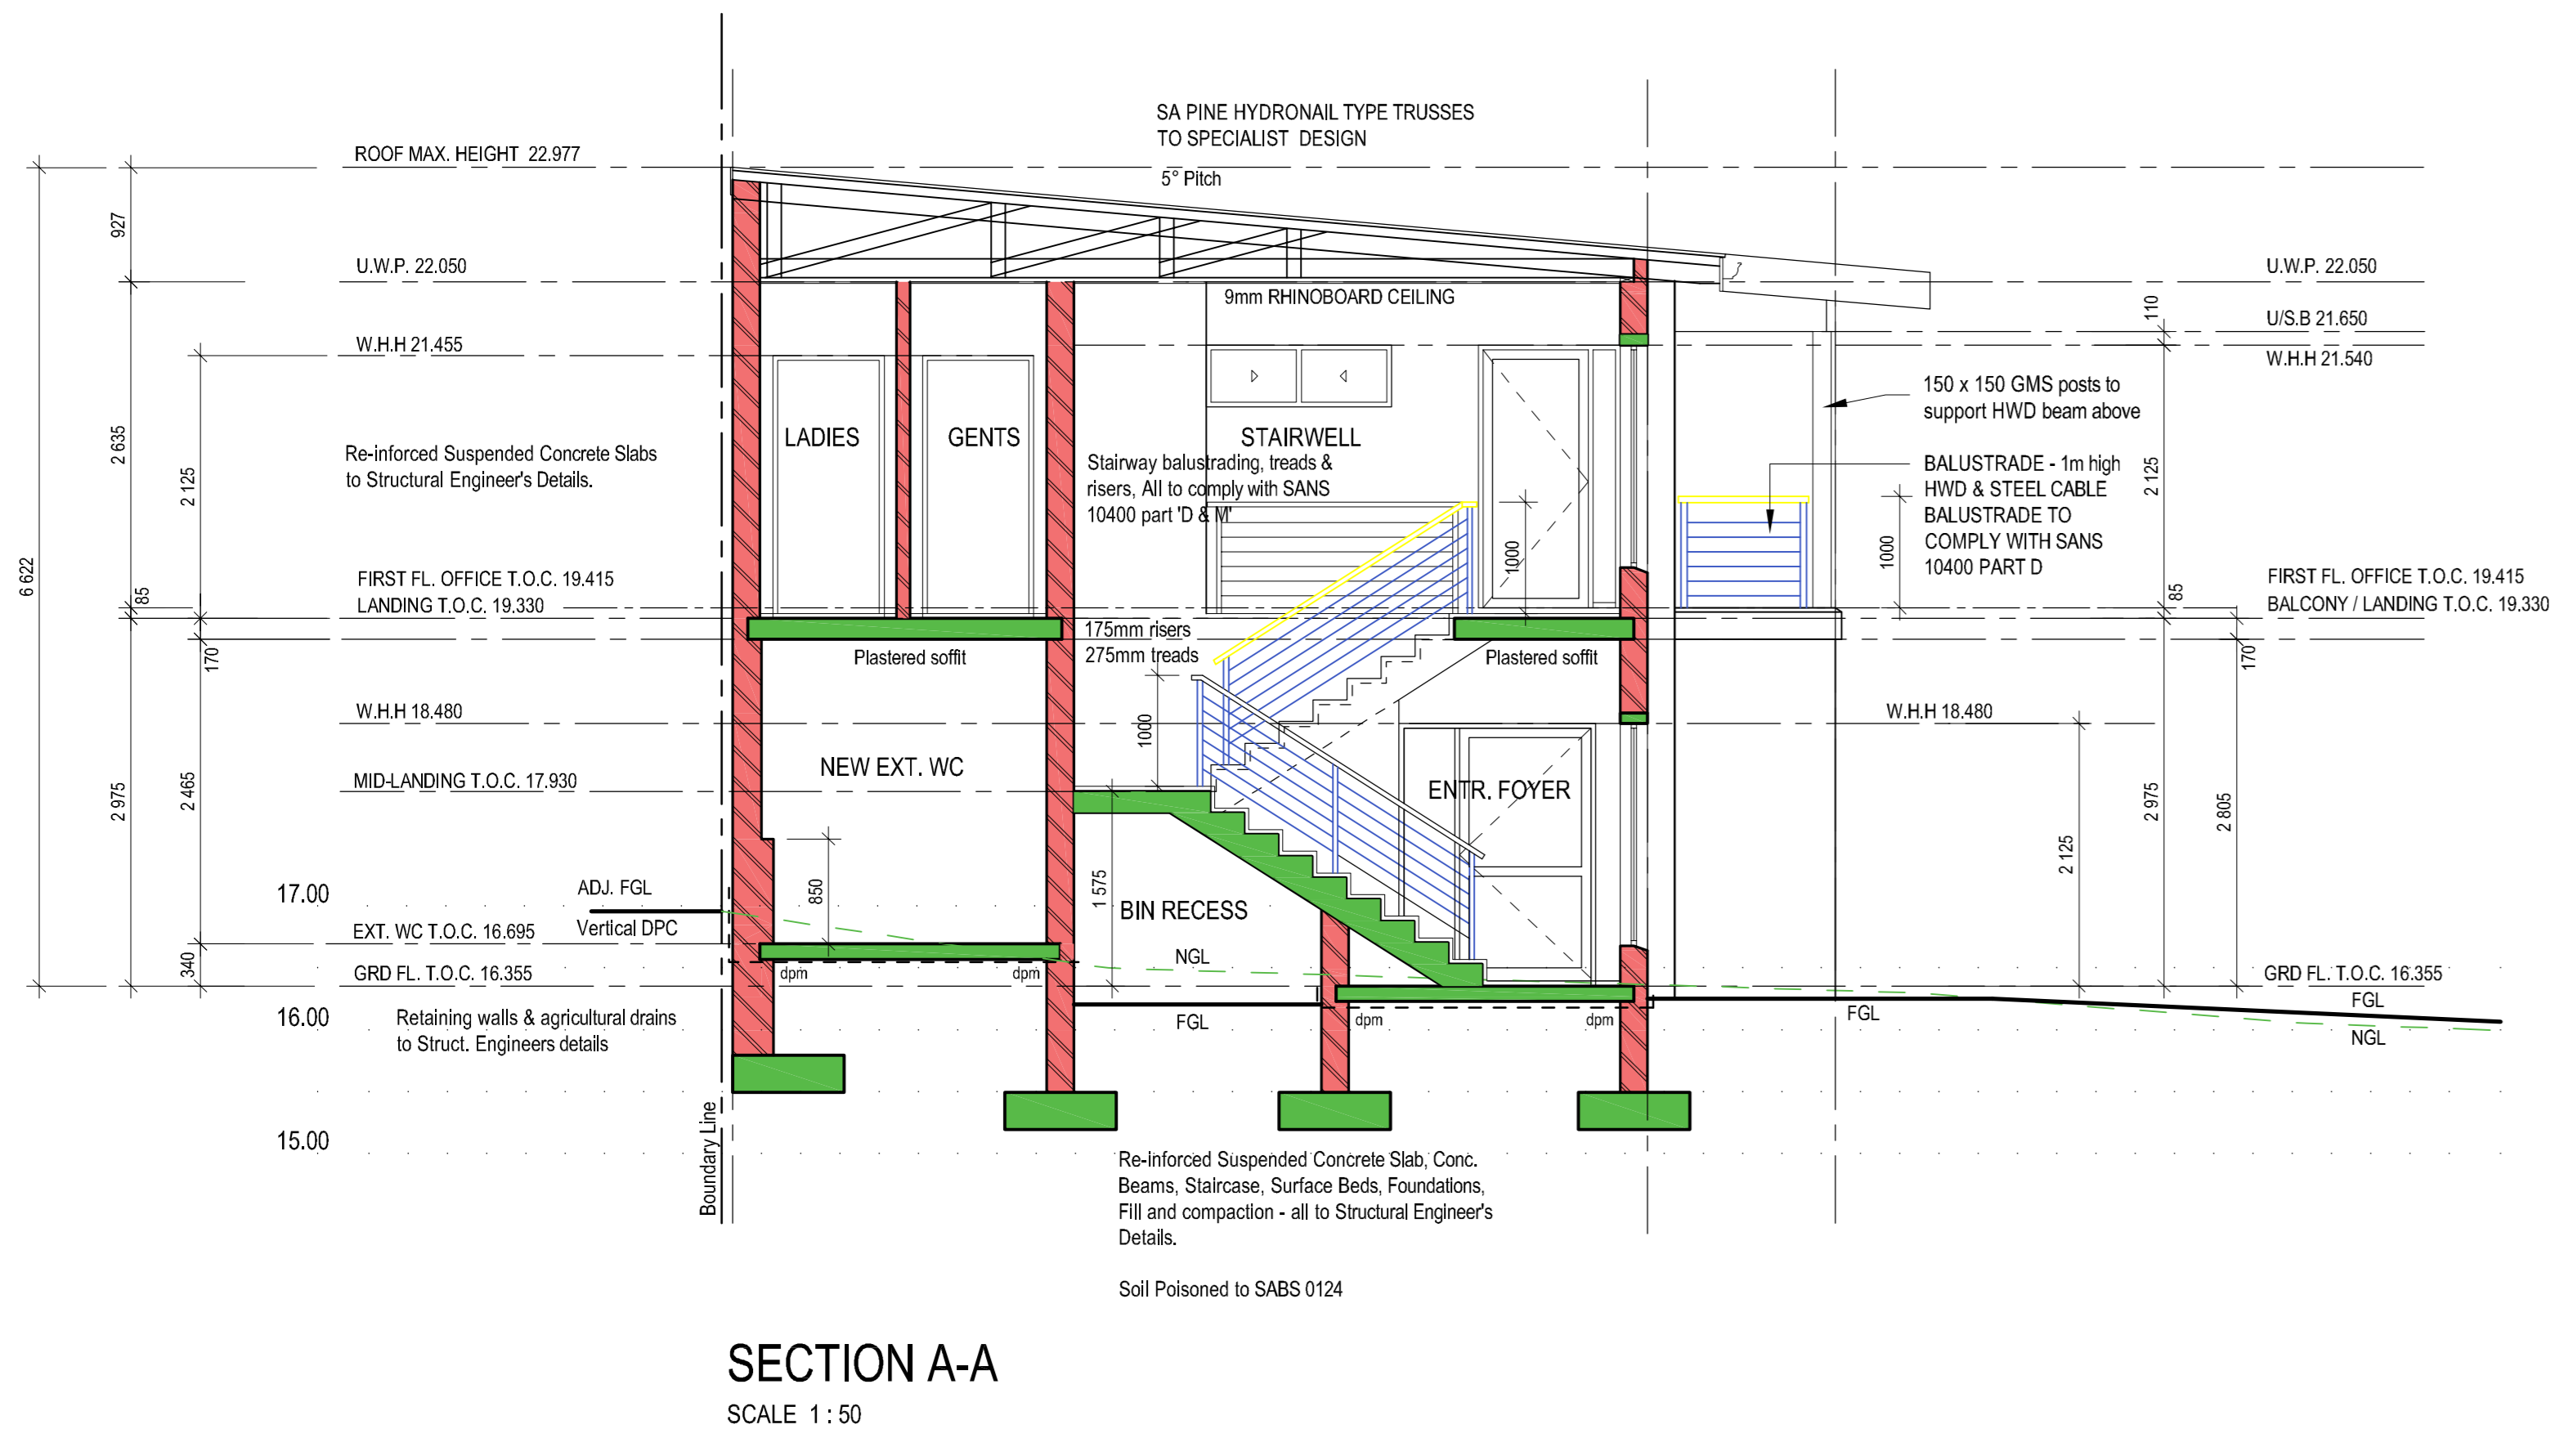 SA PINE HYDRONAIL TYPE TRUSSES
TO SPECIALIST DESIGN
ROOF MAX. HEIGHT 22.977
5° Pitch
927
U.W.P. 22.050
U.W.P. 22.050
9mm RHINOBOARD CEILING
110
U/S.B 21.650
W.H.H 21.455
W.H.H 21.540
150 x 150 GMS posts to
support HWD beam above
LADIES
GENTS
STAIRWELL
2 635
2 125
Re-inforced Suspended Concrete Slabs
to Structural Engineer's Details.
Stairway balustrading, treads &
risers, All to comply with SANS
10400 part 'D & M'
BALUSTRADE - 1m high
HWD & STEEL CABLE
BALUSTRADE TO
COMPLY WITH SANS
10400 PART D
2 125
1000
1000
6 622
85
FIRST FL. OFFICE T.O.C. 19.415
LANDING T.O.C. 19.330
85
FIRST FL. OFFICE T.O.C. 19.415
BALCONY / LANDING T.O.C. 19.330
175mm risers
275mm treads
170
Plastered soffit
Plastered soffit
170
W.H.H 18.480
1000
W.H.H 18.480
NEW EXT. WC
MID-LANDING T.O.C. 17.930
ENTR. FOYER
2 975
2 465
2 975
2 805
2 125
850
1 575
17.00
ADJ. FGL
Vertical DPC
BIN RECESS
EXT. WC T.O.C. 16.695
NGL
340
GRD FL. T.O.C. 16.355
dpm
dpm
GRD FL. T.O.C. 16.355
FGL
16.00
Retaining walls & agricultural drains
to Struct. Engineers details
FGL
dpm
dpm
FGL
NGL
15.00
Boundary Line
Re-inforced Suspended Concrete Slab, Conc.
Beams, Staircase, Surface Beds, Foundations,
Fill and compaction - all to Structural Engineer's
Details.
Soil Poisoned to SABS 0124
SECTION A-A
SCALE 1 : 50